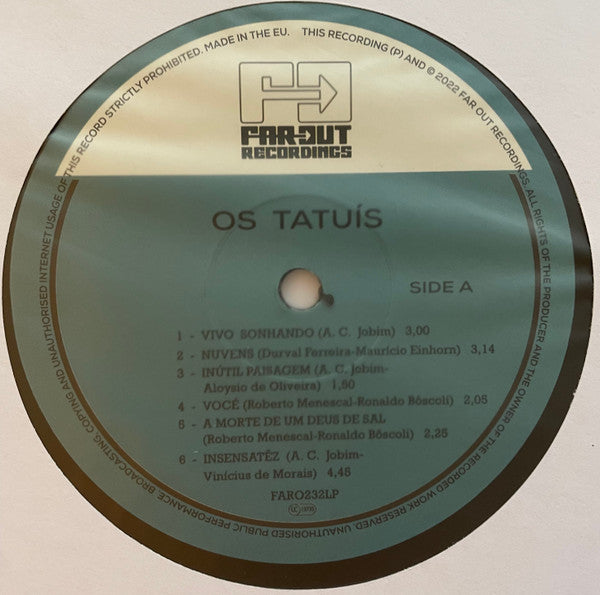 UNAUTHORISED PUBLIC PERFORMANCE BROADCASTING COPYING AND UNAUTHORISED INTERNET USAGE OF THIS RECORD STRICTLY PROHIBITED. MADE IN THE EU. THIS RECORDING (P) AND © 2022 FAR OUT RECORDINGS. ALL RIGHTS OF THE PRODUCER AND THE OWNER OF THE RECORDED WORK RESERVED.
FAR-OUT
RECORDINGS
OS TATUÍS
SIDE A
1 - VIVO SONHANDO (A. C. Jobim) 3,00
2 - NUVENS (Durval Ferreira-Maurício Einhorn) 3,14
3 - INÚTIL PAISAGEM (A. C. jobim-
Aloysio de Oliveira) 1,50
4 - VOCÊ (Roberto Menescal-Ronaldo Bôscoli) 2,05
5 - A MORTE DE UM DEUS DE SAL
(Roberto Menescal-Ronaldo Bôscoli) 2,25
6 - INSENSATÊZ (A. C. Jobim-
Vinícius de Morais) 4,45
FARO232LP
LC